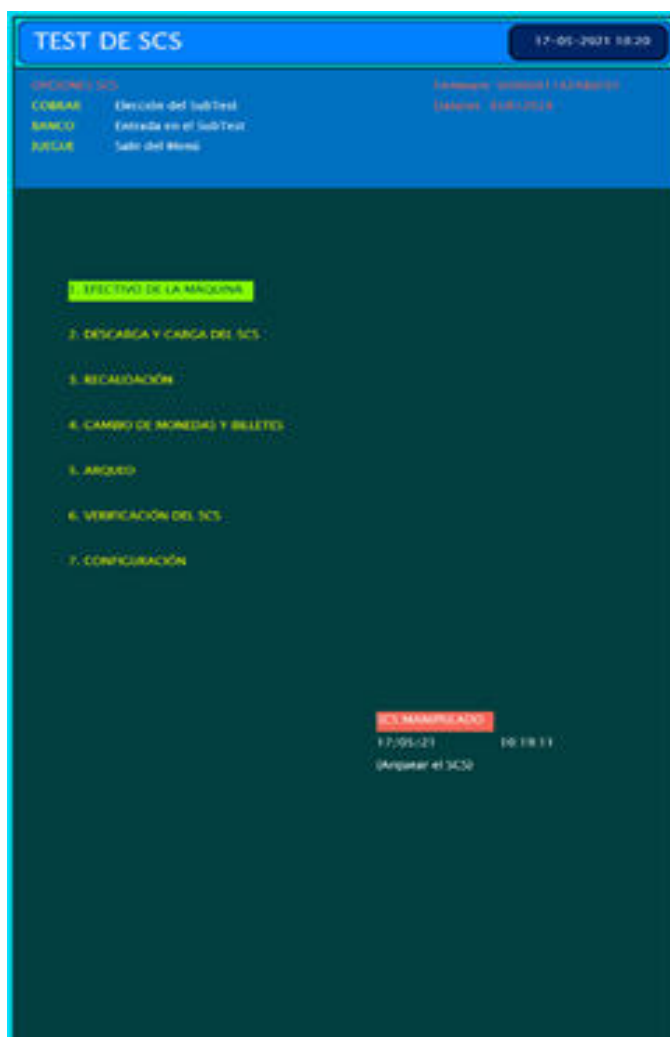 TEST DE SCS
17-05-2021 10:20
OPCIONES SCS
COBRAR Elección del SubTest
BANCO Entrada en el SubTest
JUEGUE Salir del Menú
1. EFECTIVO DE LA MÁQUINA
2. DESCARGA Y CARGA DEL SCS
3. RECAUDACIÓN
4. CAMBIO DE MONEDAS Y BILLETES
5. ARQUEO
6. VERIFICACIÓN DEL SCS
7. CONFIGURACIÓN
SCS MANIPULADO
17/05/21 10:19:11
(Arquear el SCS)